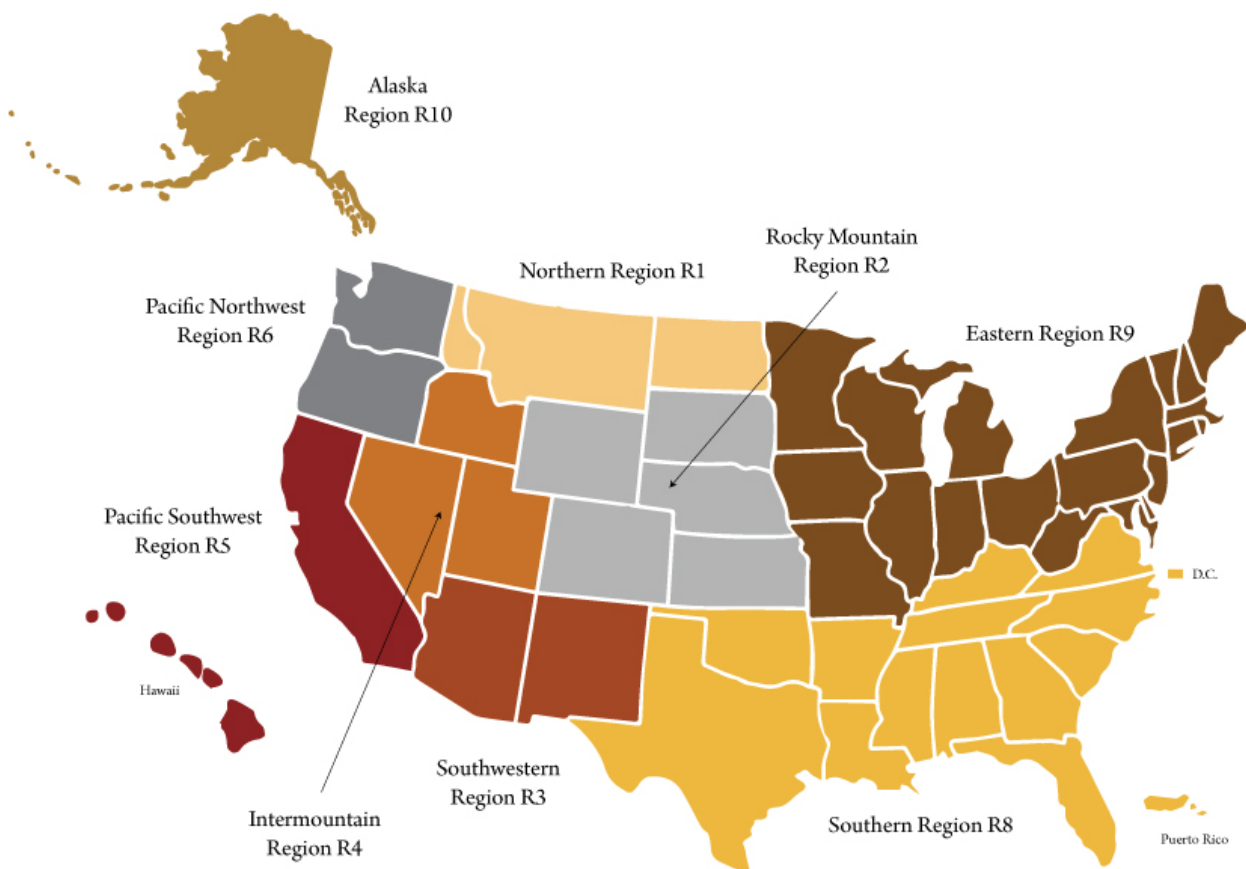 Alaska
Region R10
Rocky Mountain
Region R2
Northern Region R1
Pacific Northwest
Region R6
Eastern Region R9
Pacific Southwest
Region R5
D.C.
Hawaii
Southwestern
Region R3
Intermountain
Region R4
Southern Region R8
Puerto Rico